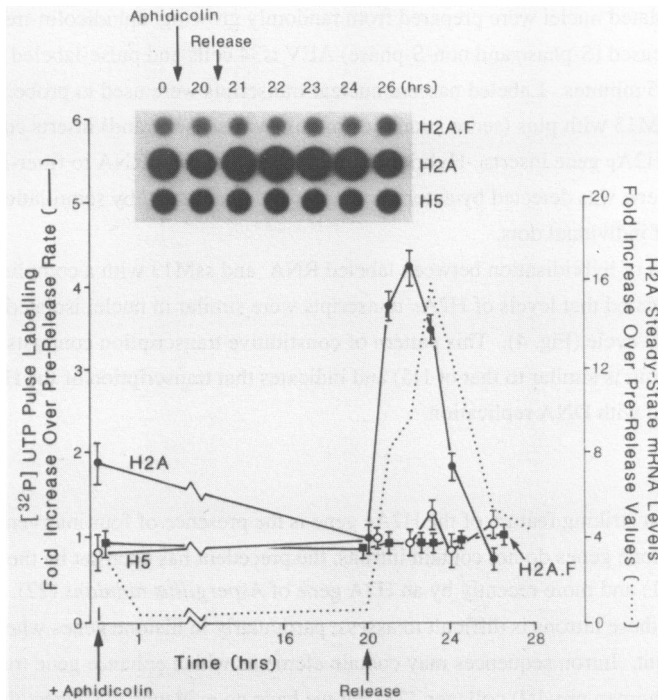 Aphidicolin
Release
0 20 21 22 23 24 26 (hrs)
H2A.F
H2A
H5
6
5
4
3
2
1
0
20
16
12
8
4
0
[32P] UTP Pulse Labelling
Fold Increase Over Pre-Release Rate (——)
H2A Steady-State mRNA Levels
Fold Increase Over Pre-Release Value (.....)
H2A
H5
H2A.F
0
16
20
24
28
Time (hrs)
+ Aphidicolin
Release